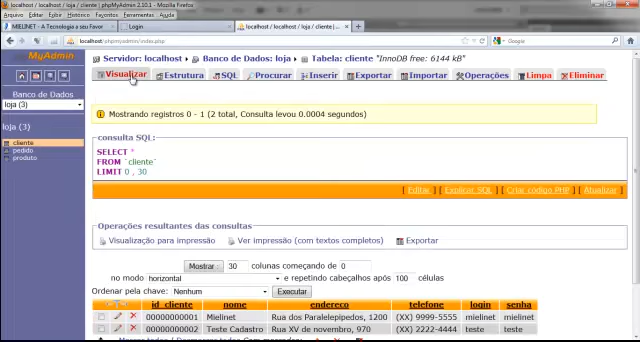 localhost / localhost / loja / cliente | phpMyAdmin 2.10.1 - Mozilla Firefox
Arquivo Editar Exibir Histórico Favoritos Ferramentas Ajuda
MIELINET - A Tecnologia a seu Favor Login localhost / localhost / loja / cliente | p...
localhost/phpmyadmin/index.php Google
MyAdmin
Servidor: localhost Banco de Dados: loja Tabela: cliente "InnoDB free: 6144 kB"
Visualizar Estrutura SQL Procurar Inserir Exportar Importar Operações Limpa Eliminar
Banco de Dados
loja (3)
loja (3)
cliente
pedido
produto
Mostrando registros 0 - 1 (2 total, Consulta levou 0.0004 segundos)
consulta SQL:
SELECT *
FROM `cliente`
LIMIT 0 , 30
[ Editar ] [ Explicar SQL ] [ Criar código PHP ] [ Atualizar ]
Operações resultantes das consultas
Visualização para impressão Ver impressão (com textos completos) Exportar
Mostrar : 30 colunas começando de 0
no modo horizontal e repetindo cabeçalhos após 100 células
Ordenar pela chave: Nenhum Executar
id_cliente nome endereco telefone login senha
00000000001 Mielinet Rua dos Paralelepipedos, 1200 (XX) 9999-5555 mielinet mielinet
00000000002 Teste Cadastro Rua XV de novembro, 970 (XX) 2222-4444 teste teste